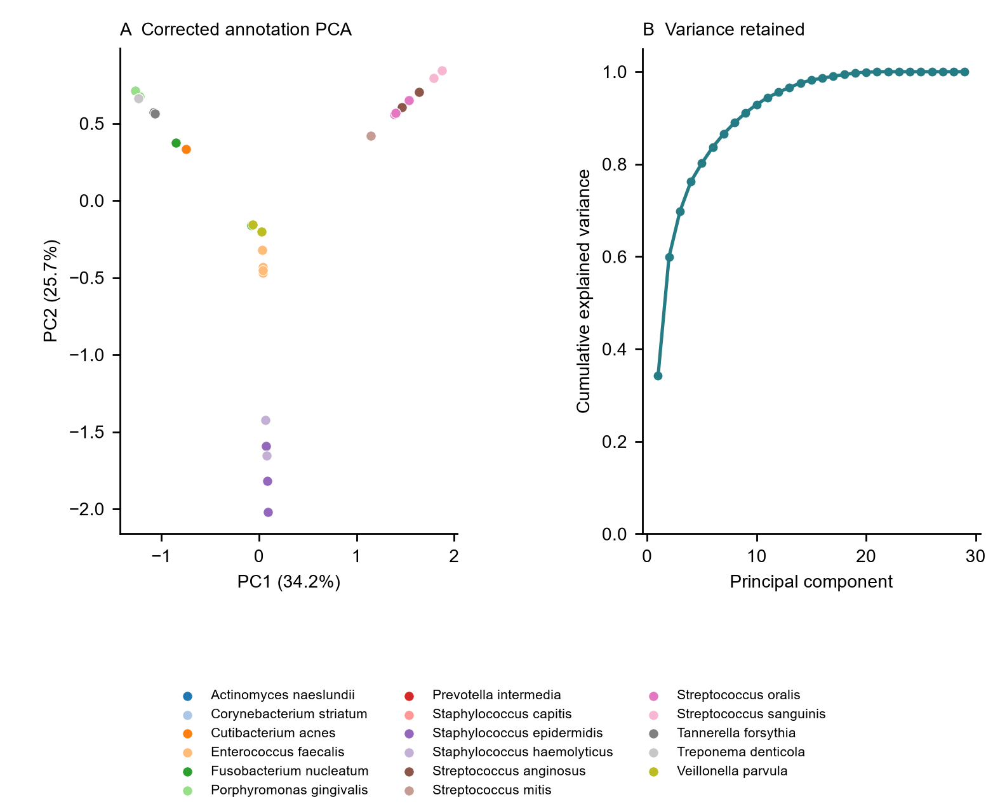 A Corrected annotation PCA
0.5
0.0
−0.5
−1.0
−1.5
−2.0
−1 0 1 2
PC2 (25.7%)
PC1 (34.2%)
B Variance retained
1.0
0.8
0.6
0.4
0.2
0.0
0 10 20 30
Cumulative explained variance
Principal component
Actinomyces naeslundii
Corynebacterium striatum
Cutibacterium acnes
Enterococcus faecalis
Fusobacterium nucleatum
Porphyromonas gingivalis
Prevotella intermedia
Staphylococcus capitis
Staphylococcus epidermidis
Staphylococcus haemolyticus
Streptococcus anginosus
Streptococcus mitis
Streptococcus oralis
Streptococcus sanguinis
Tannerella forsythia
Treponema denticola
Veillonella parvula